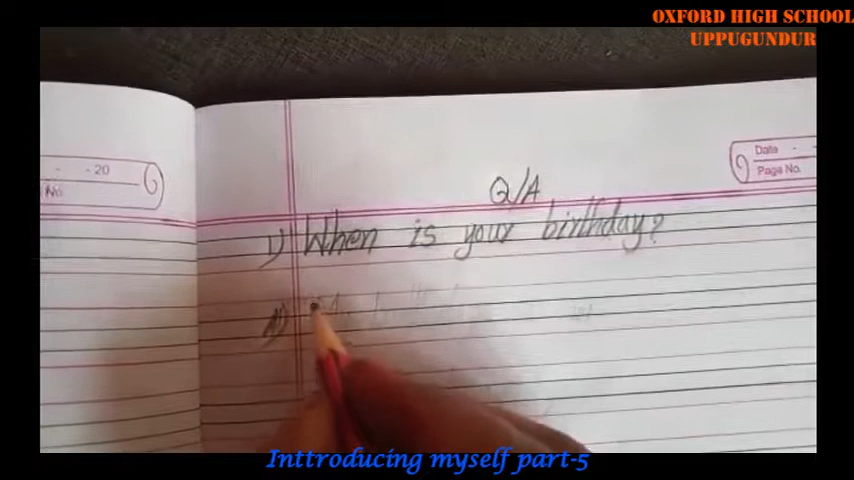 OXFORD HIGH SCHOOL
UPPUGUNDUR
- - 20
No.
Date - -
Page No.
Q/A
1) When is your birthday?
A)
Inttroducing myself part-5